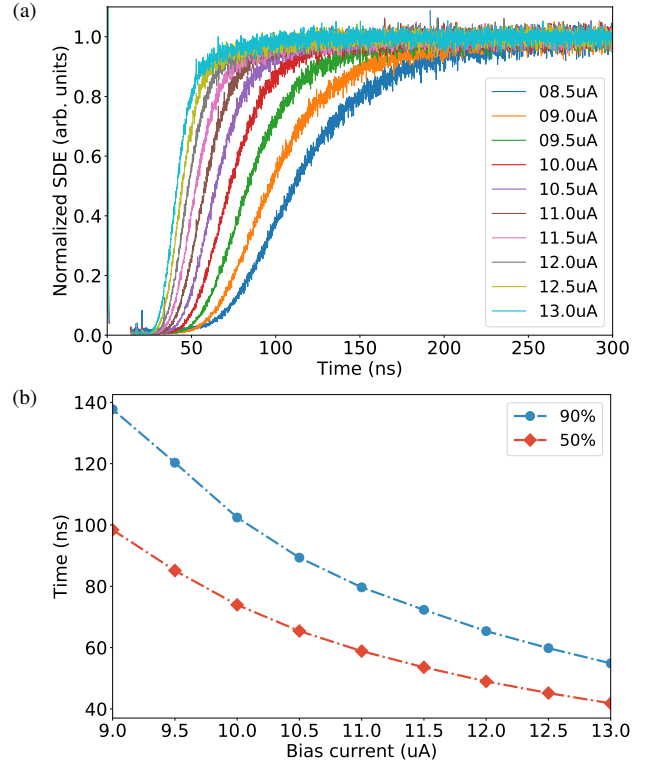 (a)
Normalized SDE (arb. units)
1.0
0.8
0.6
0.4
0.2
0.0
08.5uA
09.0uA
09.5uA
10.0uA
10.5uA
11.0uA
11.5uA
12.0uA
12.5uA
13.0uA
0 50 100 150 200 250 300
Time (ns)
(b)
Time (ns)
140
120
100
80
60
40
90%
50%
9.0 9.5 10.0 10.5 11.0 11.5 12.0 12.5 13.0
Bias current (uA)